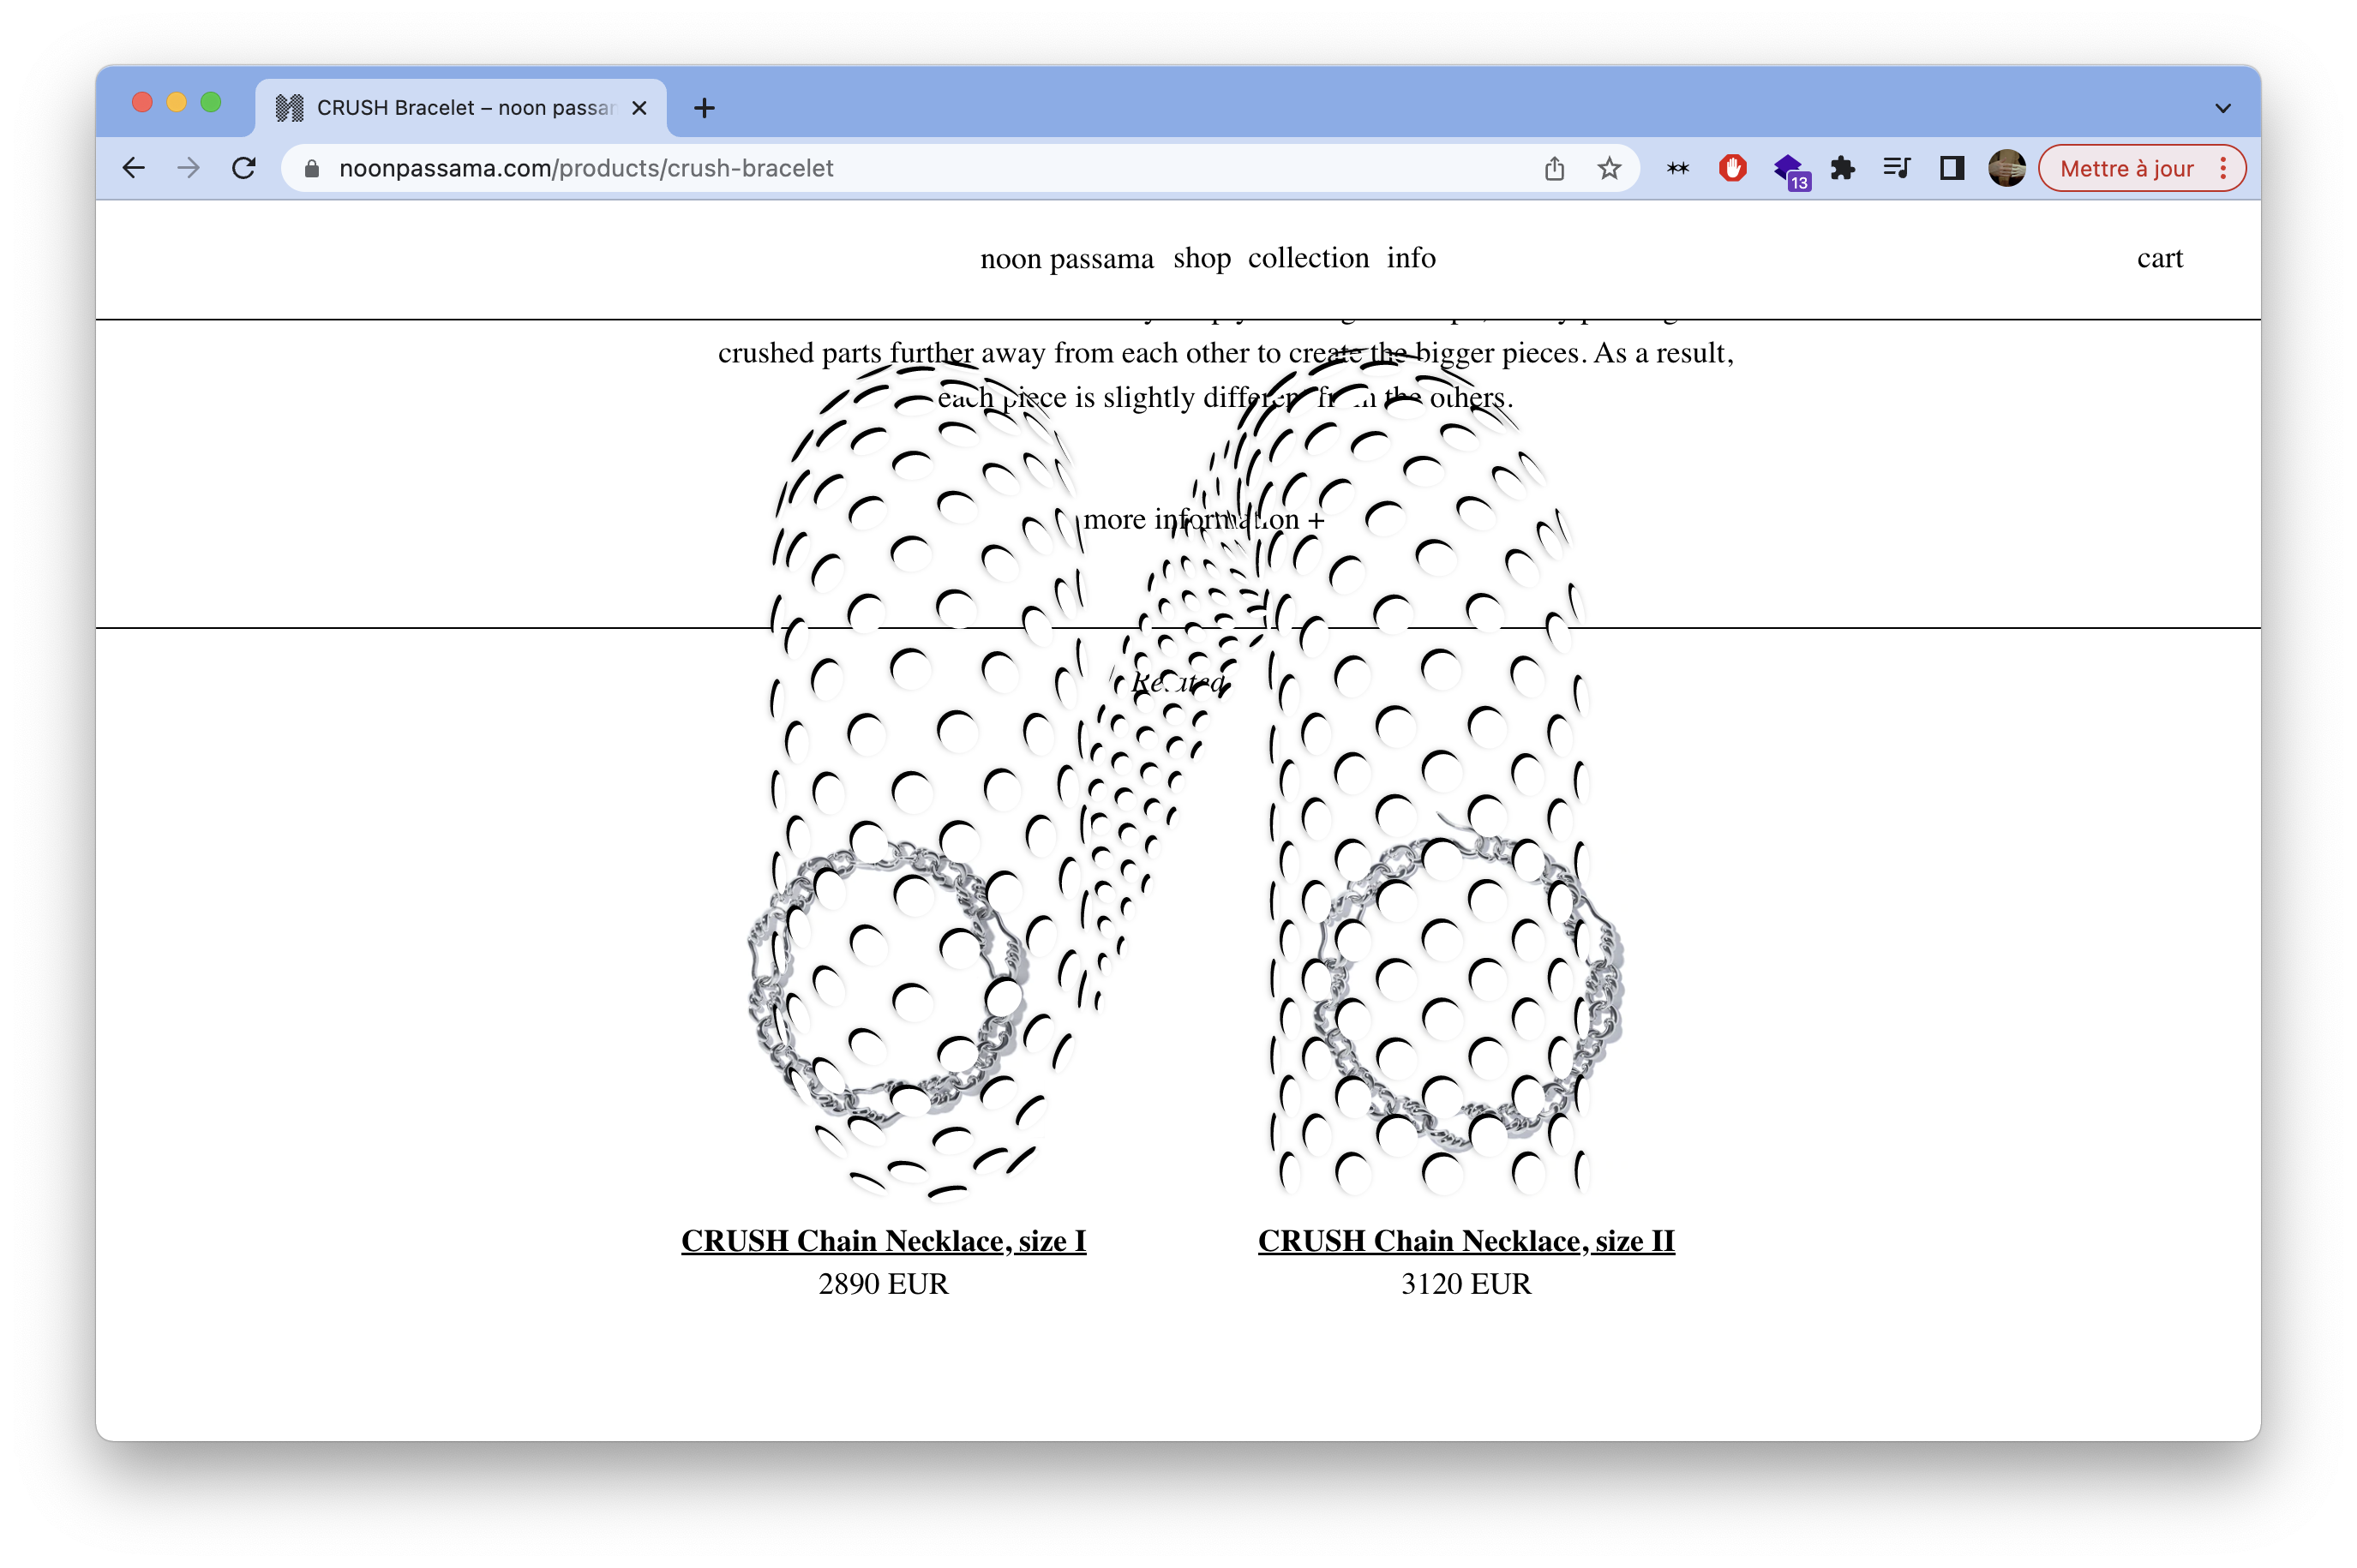 CRUSH Bracelet – noon passar
noonpassama.com/products/crush-bracelet
13
Mettre à jour
noon passama shop collection info
cart
crushed parts further away from each other to create the bigger pieces. As a result,
each piece is slightly different from the others.
more information +
Related
CRUSH Chain Necklace, size I
2890 EUR
CRUSH Chain Necklace, size II
3120 EUR